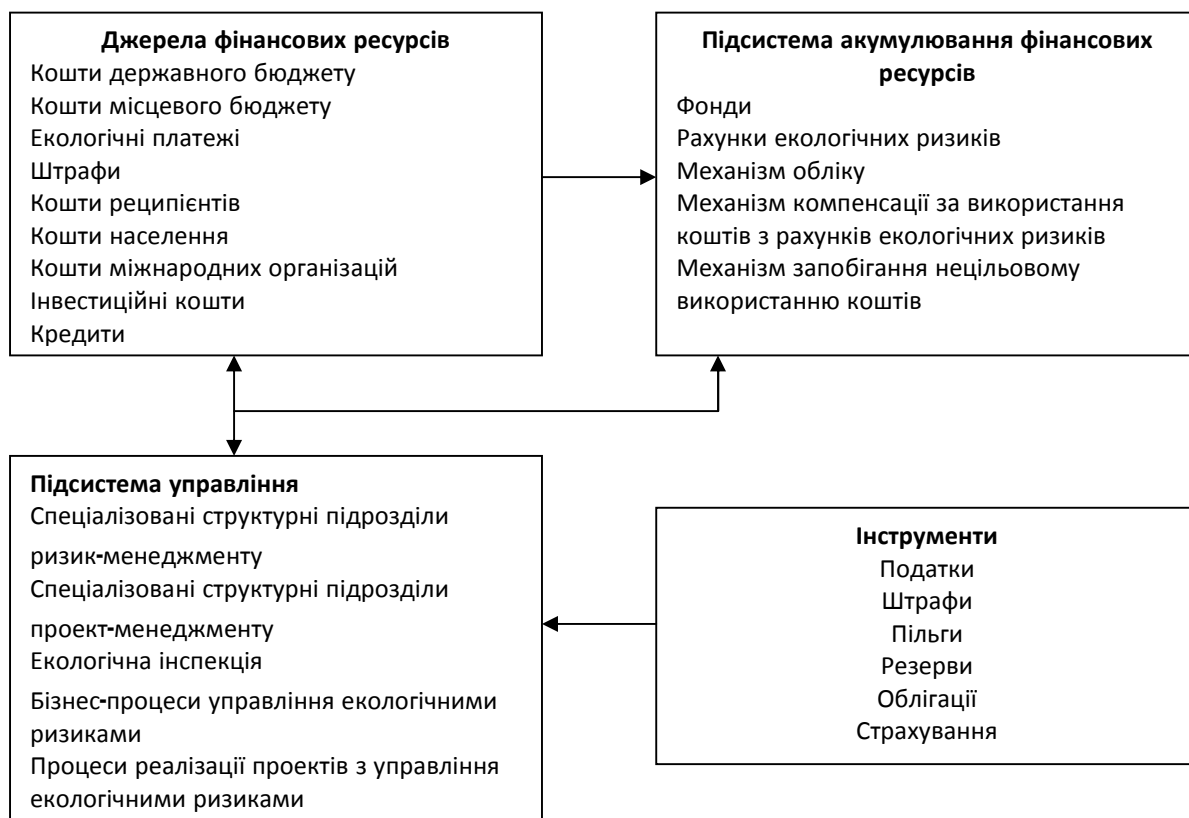 Джерела фінансових ресурсів
Кошти державного бюджету
Кошти місцевого бюджету
Екологічні платежі
Штрафи
Кошти реципієнтів
Кошти населення
Кошти міжнародних організацій
Інвестиційні кошти
Кредити
Підсистема акумулювання фінансових
ресурсів
Фонди
Рахунки екологічних ризиків
Механізм обліку
Механізм компенсації за використання
коштів з рахунків екологічних ризиків
Механізм запобігання нецільовому
використанню коштів
Підсистема управління
Спеціалізовані структурні підрозділи
ризик-менеджменту
Спеціалізовані структурні підрозділи
проект-менеджменту
Екологічна інспекція
Бізнес-процеси управління екологічними
ризиками
Процеси реалізації проектів з управління
екологічними ризиками
Інструменти
Податки
Штрафи
Пільги
Резерви
Облігації
Страхування